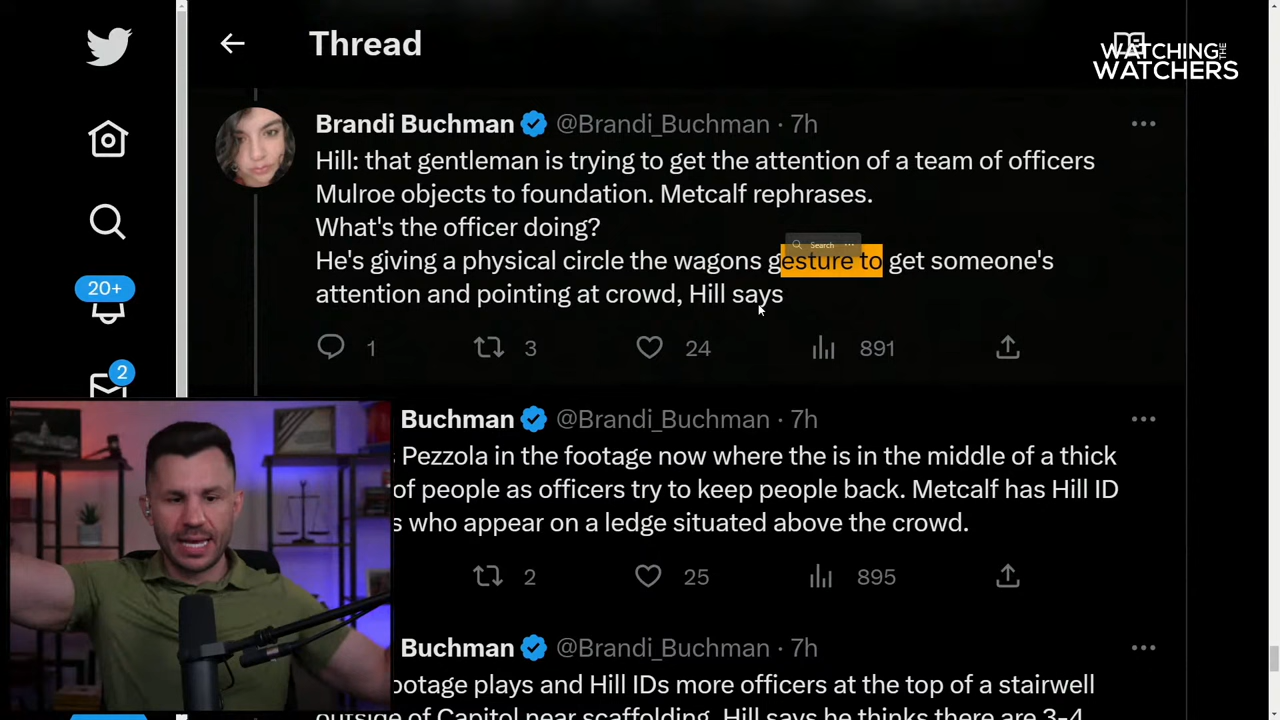 Thread
WATCHING THE
WATCHERS
Brandi Buchman @Brandi_Buchman · 7h
Hill: that gentleman is trying to get the attention of a team of officers
Mulroe objects to foundation. Metcalf rephrases.
What's the officer doing?
Search
He's giving a physical circle the wagons gesture to get someone's
attention and pointing at crowd, Hill says
1 3 24 891
20+
2
Buchman @Brandi_Buchman · 7h
Pezzola in the footage now where the is in the middle of a thick
of people as officers try to keep people back. Metcalf has Hill ID
who appear on a ledge situated above the crowd.
2 25 895
Buchman @Brandi_Buchman · 7h
footage plays and Hill IDs more officers at the top of a stairwell
outside of Capitol near scaffolding. Hill says he thinks there are 3-4